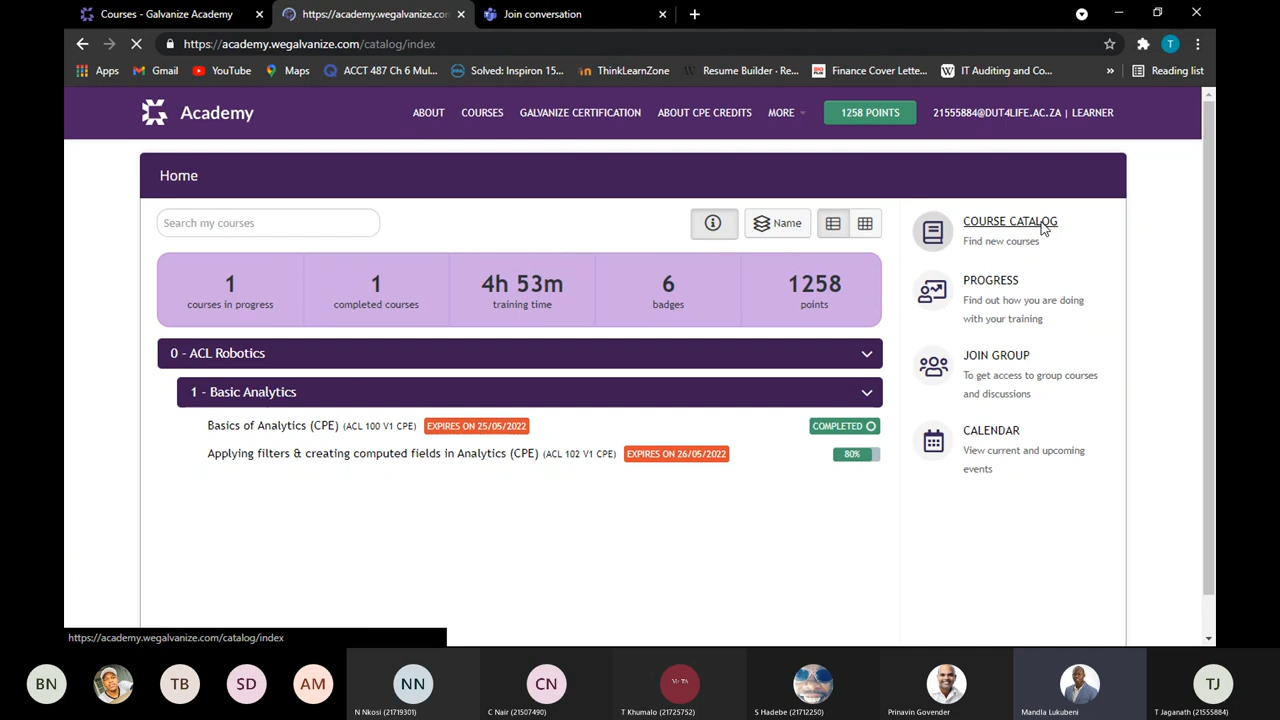 Courses - Galvanize Academy
https://academy.wegalvanize.con
Join conversation
https://academy.wegalvanize.com/catalog/index
Apps
Gmail
YouTube
Maps
ACCT 487 Ch 6 Mul...
Solved: Inspiron 15...
ThinkLearnZone
Resume Builder - Re...
Finance Cover Lette...
IT Auditing and Co...
»
Reading list
T
Academy
ABOUT
COURSES
GALVANIZE CERTIFICATION
ABOUT CPE CREDITS
MORE
1258 POINTS
21555884@DUT4LIFE.AC.ZA | LEARNER
Home
Search my courses
Name
1
courses in progress
1
completed courses
4h 53m
training time
6
badges
1258
points
0 - ACL Robotics
1 - Basic Analytics
Basics of Analytics (CPE) (ACL 100 V1 CPE) EXPIRES ON 25/05/2022 COMPLETED
Applying filters & creating computed fields in Analytics (CPE) (ACL 102 V1 CPE) EXPIRES ON 26/05/2022 80%
COURSE CATALOG
Find new courses
PROGRESS
Find out how you are doing
with your training
JOIN GROUP
To get access to group courses
and discussions
CALENDAR
View current and upcoming
events
https://academy.wegalvanize.com/catalog/index
BN
TB
SD
AM
NN
N Nkosi (21719301)
CN
C Nair (21507490)
T Khumalo (21725752)
S Hadebe (21712250)
Prinavin Govender
Mandla Lukubeni
TJ
T Jaganath (21555884)